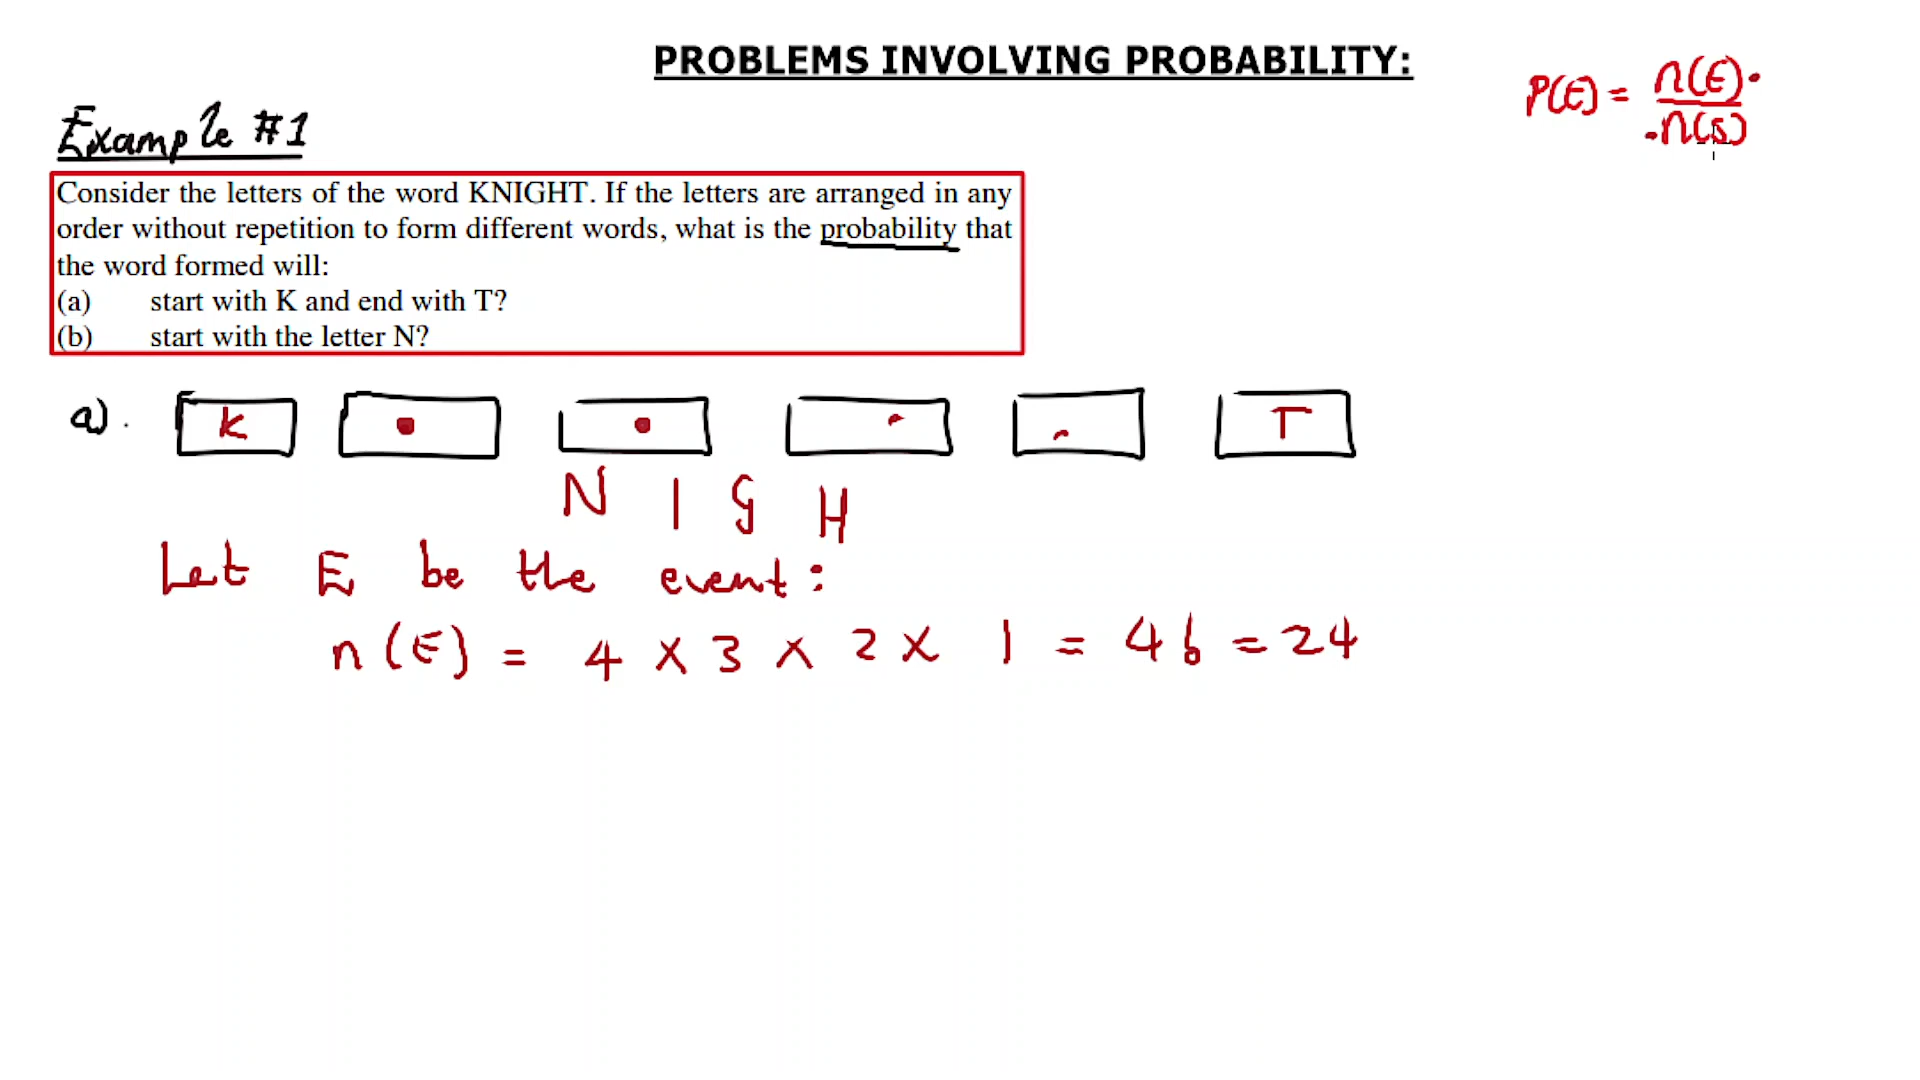 PROBLEMS INVOLVING PROBABILITY:
P(E) = n(E)
n(S)
Example #1
Consider the letters of the word KNIGHT. If the letters are arranged in any
order without repetition to form different words, what is the probability that
the word formed will:
(a) start with K and end with T?
(b) start with the letter N?
a). K T
N I G H
Let E be the event:
n(E) = 4 × 3 × 2 × 1 = 4b = 24